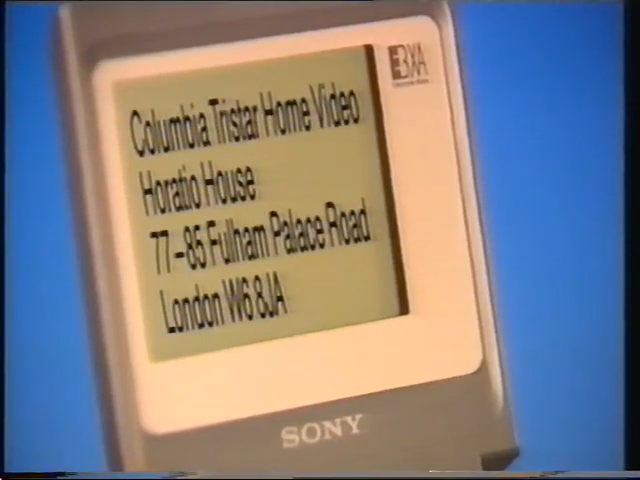 Columbia Tristar Home Video
Horatio House
77-85 Fulham Palace Road
London W6 8JA
SONY